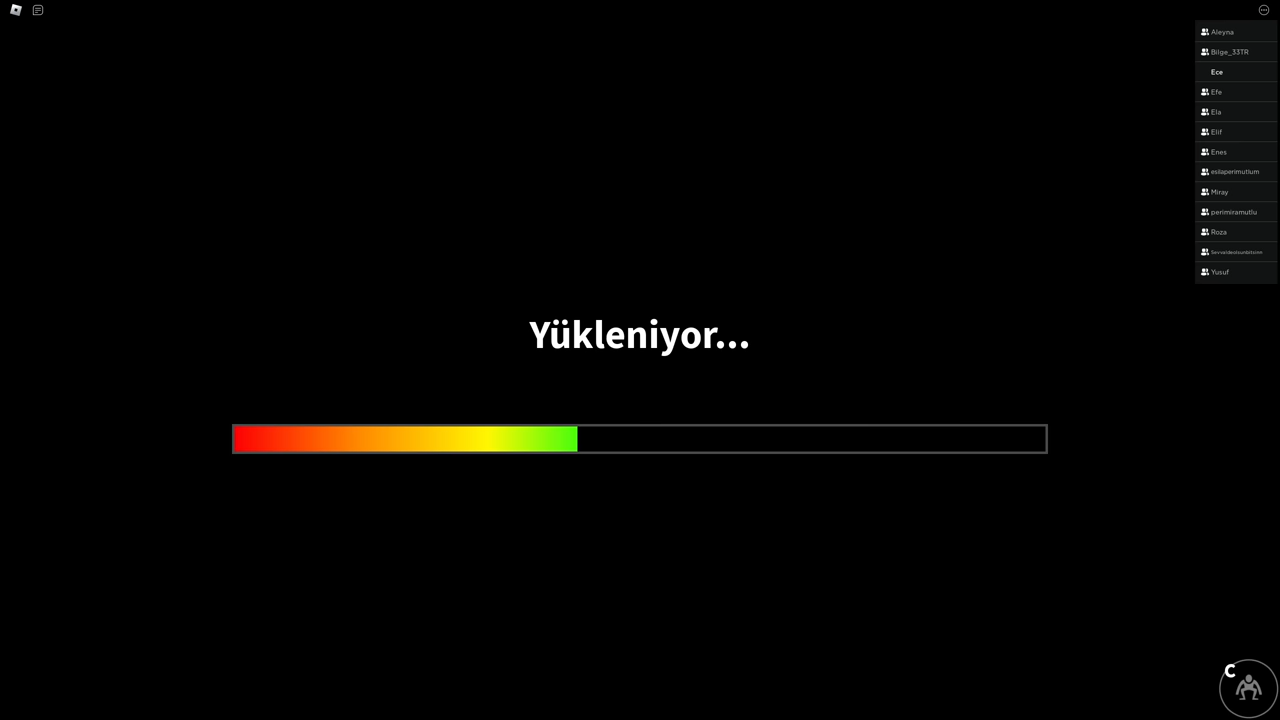 Aleyna
Bilge_33TR
Ece
Efe
Ela
Elif
Enes
esilaperimutlum
Miray
perimiramutlu
Roza
Yusuf
Yükleniyor...
C